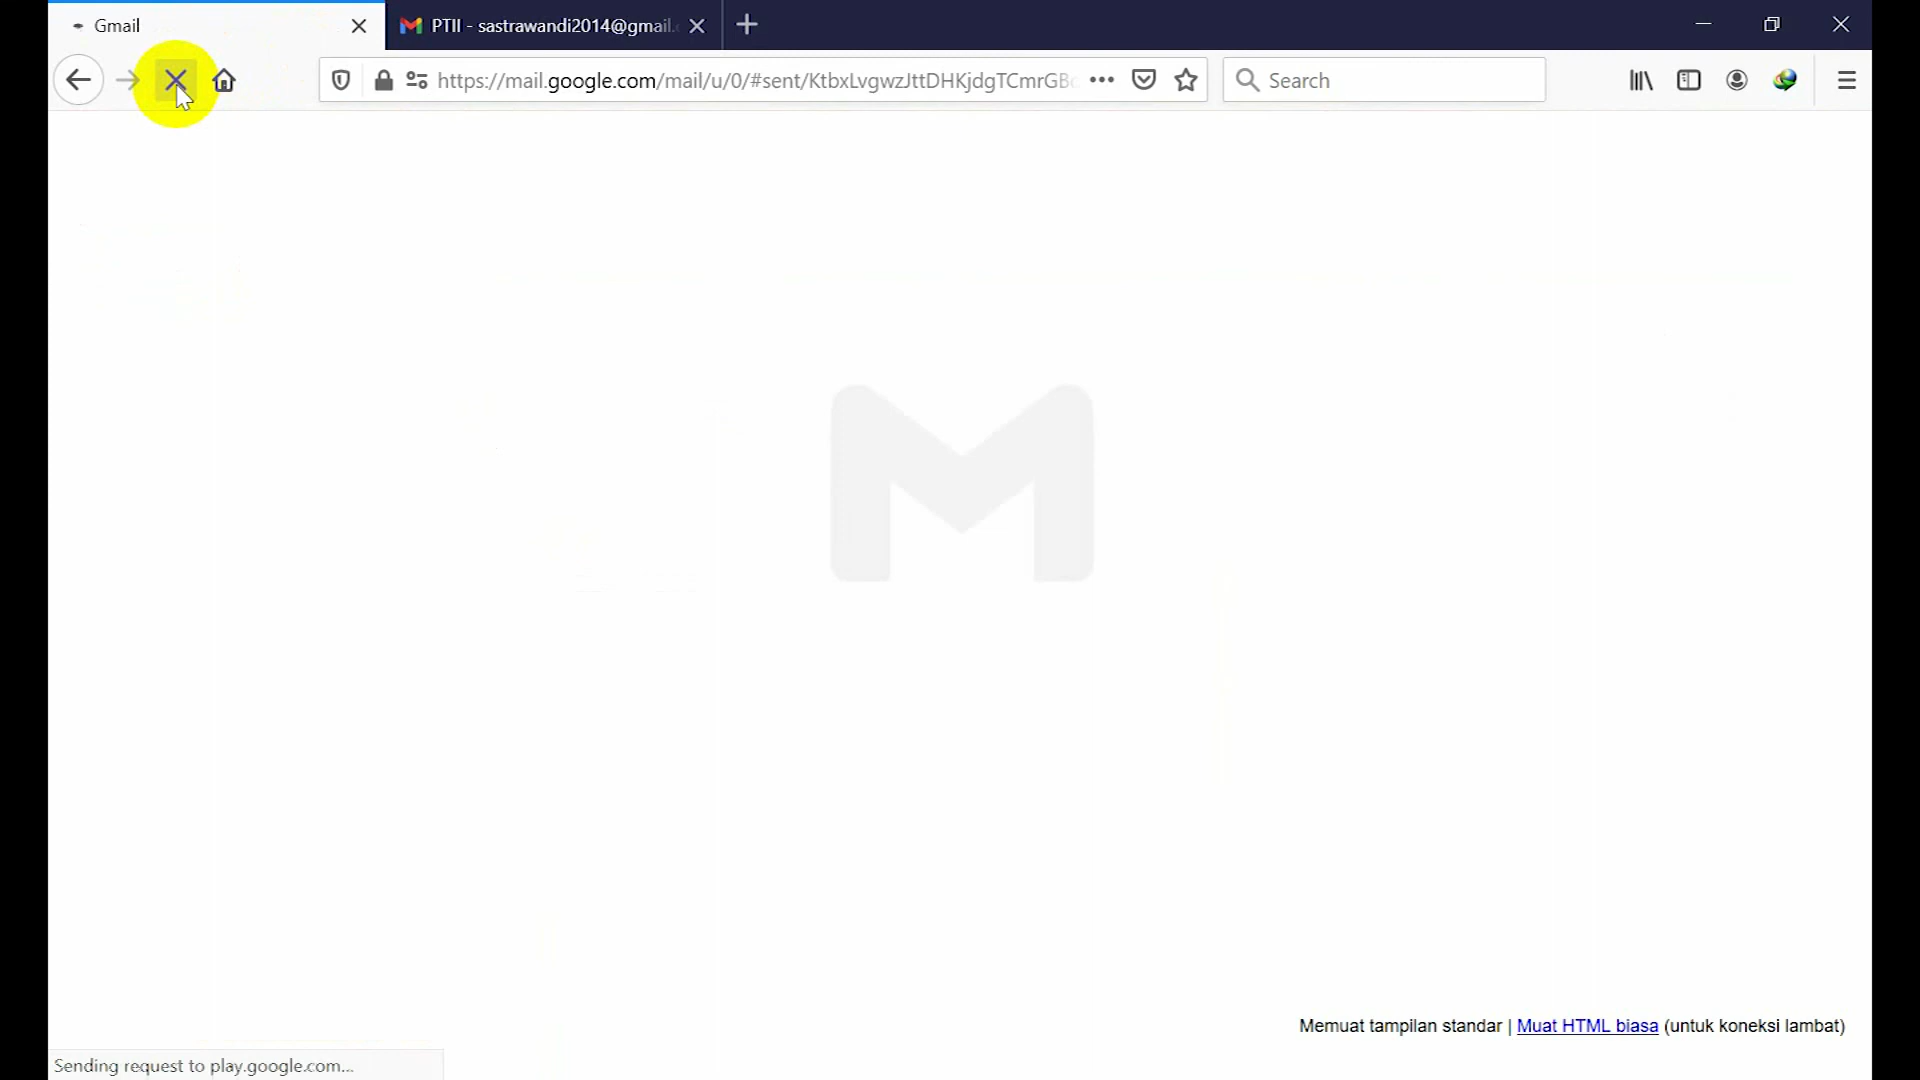 Gmail
PTII - sastrawandi2014@gmail.
https://mail.google.com/mail/u/0/#sent/KtbxLvgwzJttDHKjdgTCmrGB
Search
Memuat tampilan standar | Muat HTML biasa (untuk koneksi lambat)
Sending request to play.google.com...